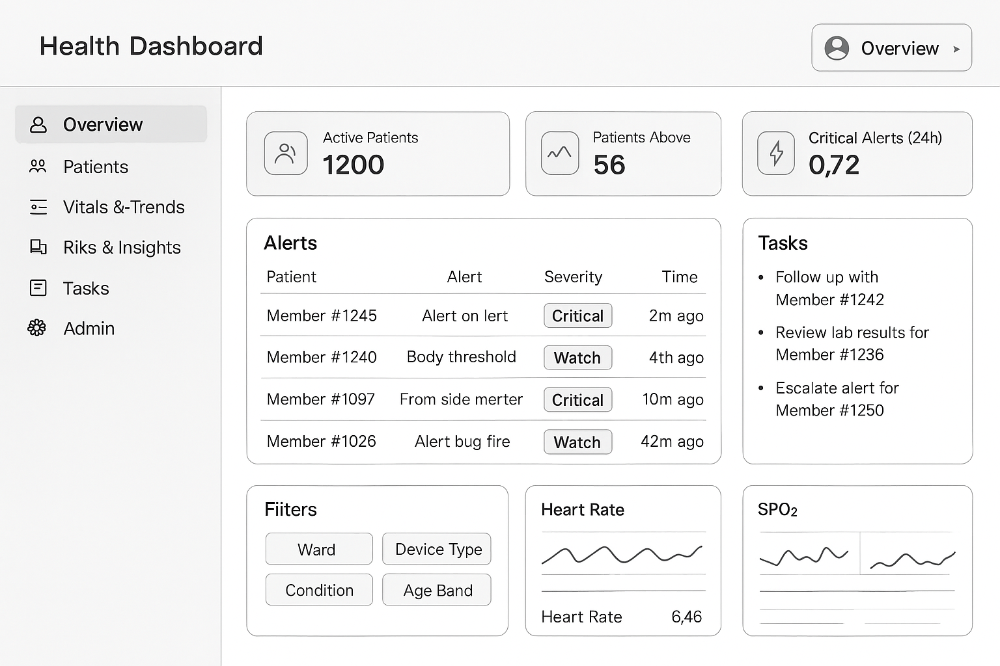 Health Dashboard
Overview
Overview
Patients
Vitals &-Trends
Riks & Insights
Tasks
Admin
Active Patients
1200
Patients Above
56
Critical Alerts (24h)
0,72
Alerts
Patient Alert Severity Time
Member #1245 Alert on lert Critical 2m ago
Member #1240 Body threshold Watch 4th ago
Member #1097 From side merter Critical 10m ago
Member #1026 Alert bug fire Watch 42m ago
Tasks
• Follow up with
Member #1242
• Review lab results for
Member #1236
• Escalate alert for
Member #1250
Fiiters
Ward Device Type
Condition Age Band
Heart Rate
Heart Rate 6,46
SPO₂